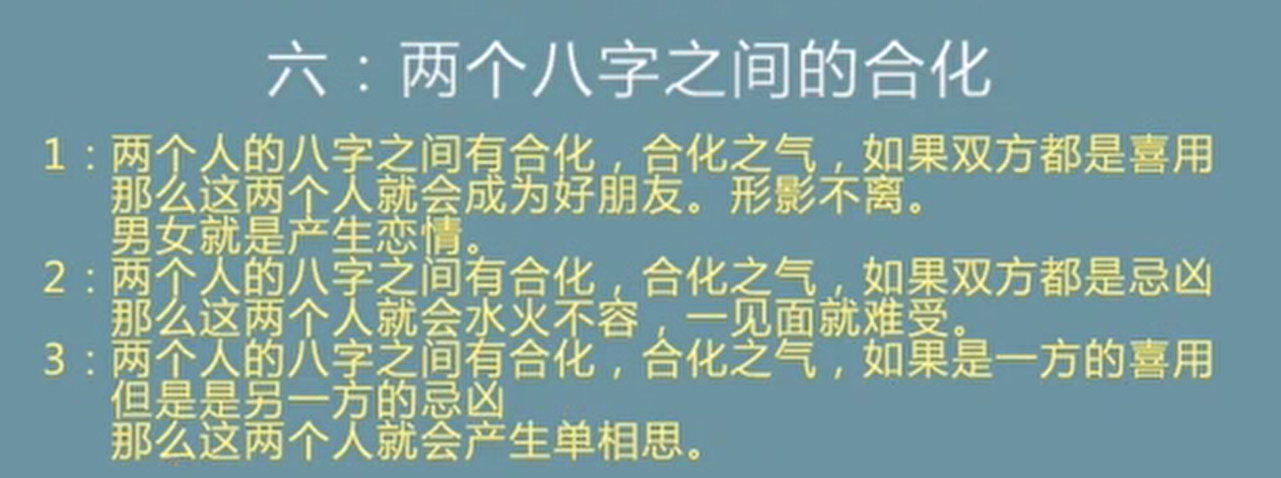 六：两个八字之间的合化
1：两个人的八字之间有合化，合化之气，如果双方都是喜用
那么这两个人就会成为好朋友。形影不离。
男女就是产生恋情。
2：两个人的八字之间有合化，合化之气，如果双方都是忌凶
那么这两个人就会水火不容，一见面就难受。
3：两个人的八字之间有合化，合化之气，如果是一方的喜用
但是是另一方的忌凶
那么这两个人就会产生单相思。